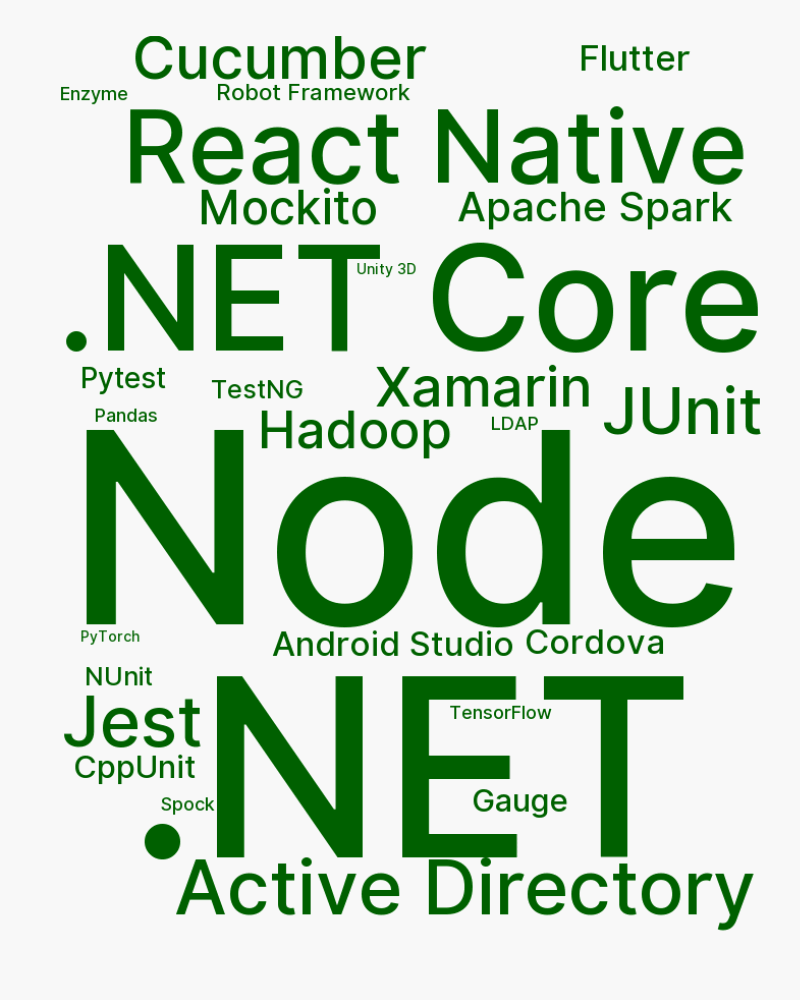 Cucumber
Flutter
Enzyme
Robot Framework
React Native
Mockito
Apache Spark
.NET Core
Unity 3D
Pytest
TestNG
Xamarin
JUnit
Pandas
Hadoop
LDAP
Node
PyTorch
Android Studio
Cordova
NUnit
Jest
TensorFlow
.NET
CppUnit
Spock
Gauge
Active Directory